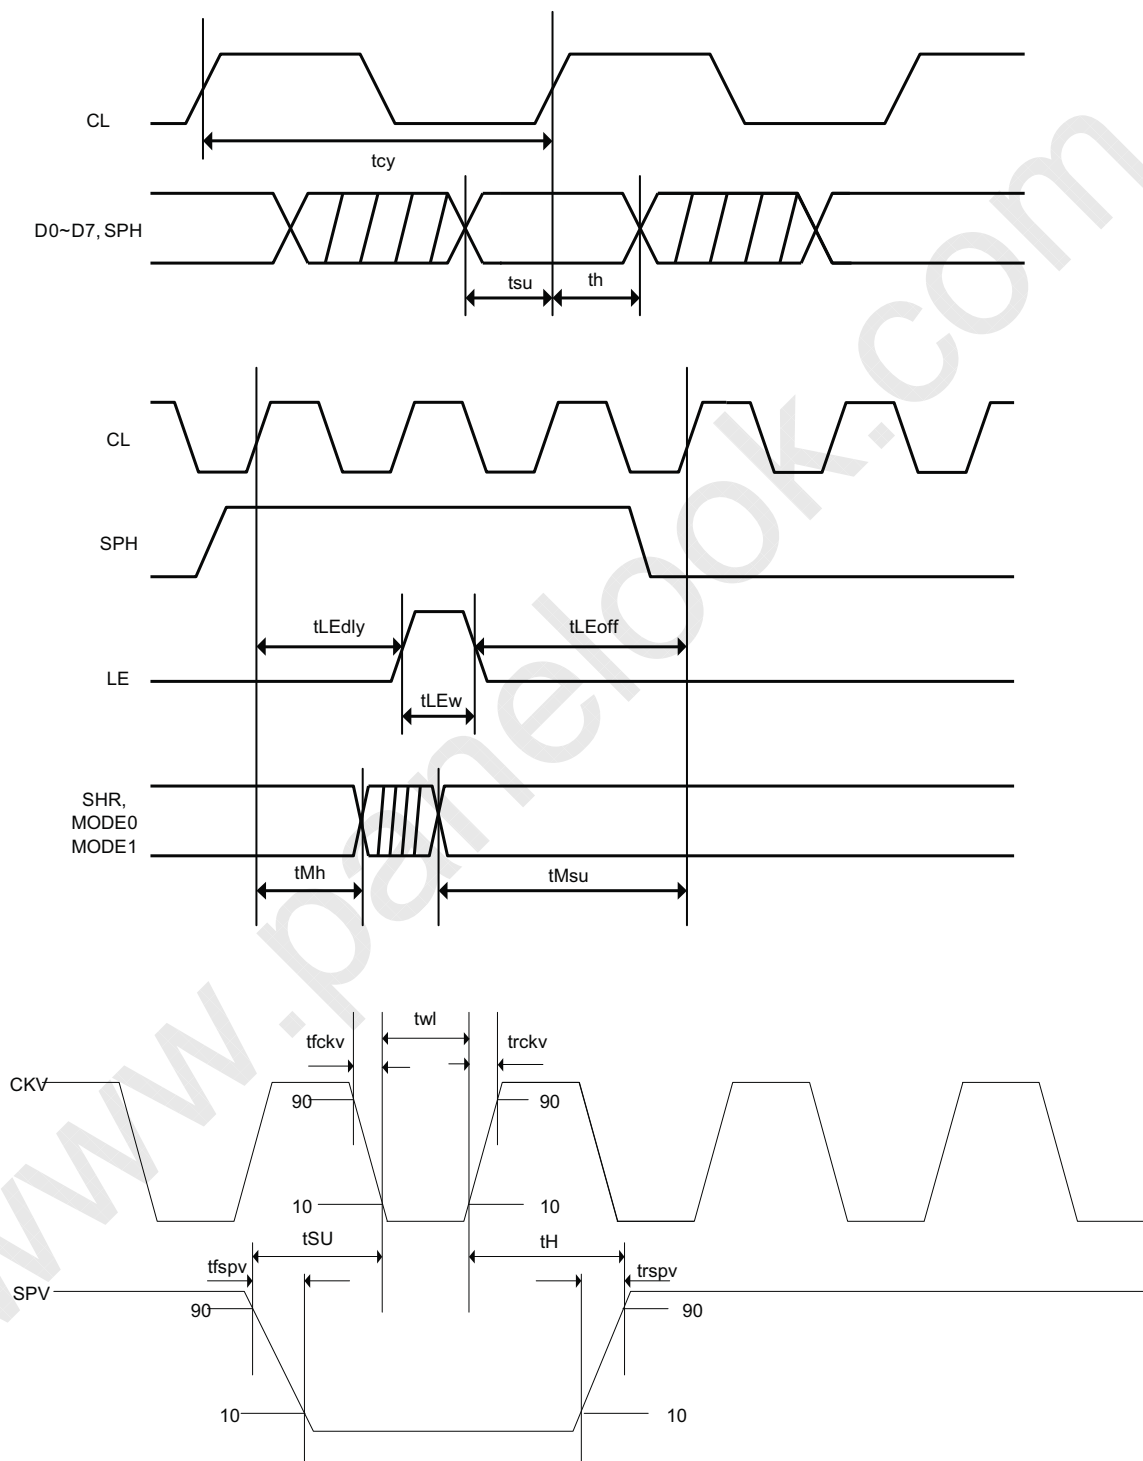 CL
tcy
D0~D7, SPH
tsu
th
CL
SPH
tLEdly
tLEoff
LE
tLEw
SHR,
MODE0
MODE1
tMh
tMsu
twl
tfckv
trckv
CKV
90
90
10
10
tSU
tH
tfspv
trspv
SPV
90
90
10
10
www.panelook.com